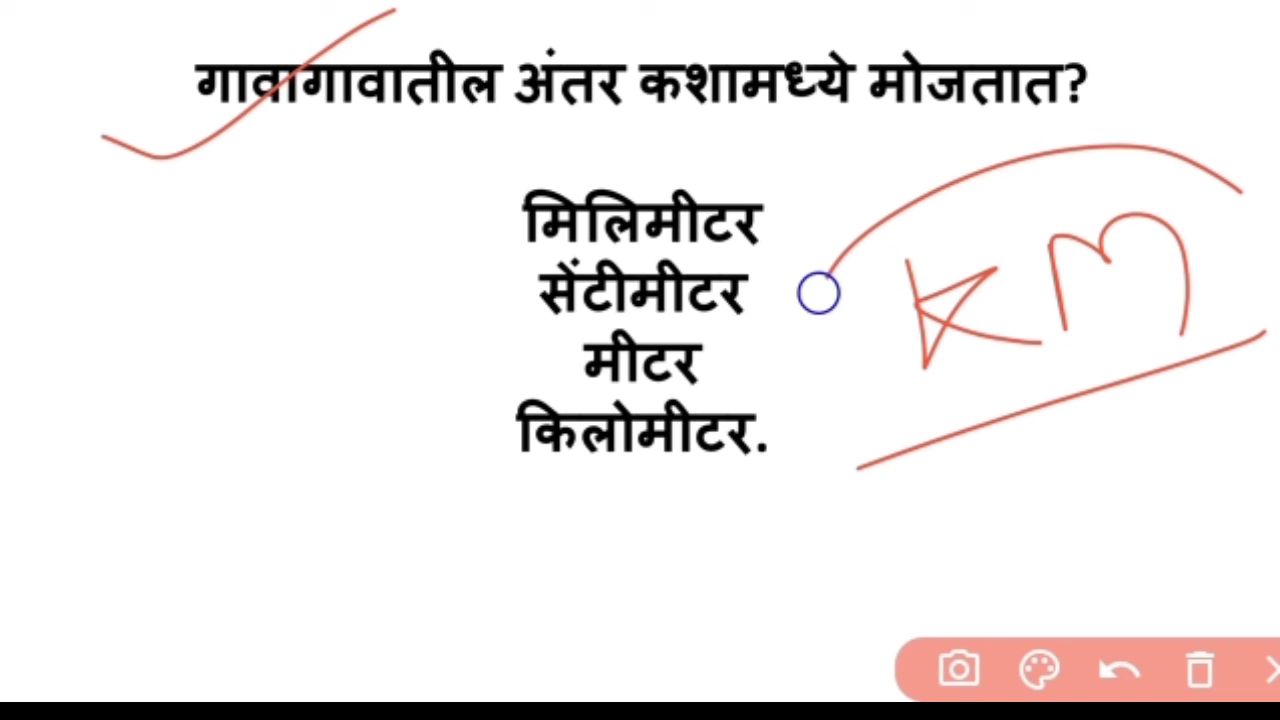 गावागावातील अंतर कशामध्ये मोजतात?
मिलिमीटर
सेंटीमीटर
मीटर
किलोमीटर.
KM